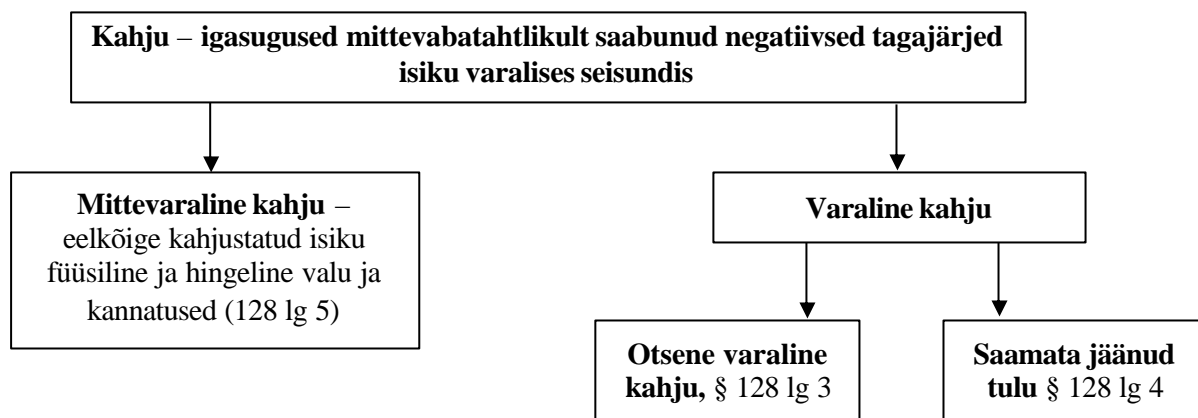 Kahju – igasugused mittevabatahtlikult saabunud negatiivsed tagajärjed
isiku varalises seisundis
Mittevaraline kahju –
eelkõige kahjustatud isiku
füüsiline ja hingeline valu ja
kannatused (128 lg 5)
Varaline kahju
Otsene varaline
kahju, § 128 lg 3
Saamata jäänud
tulu § 128 lg 4